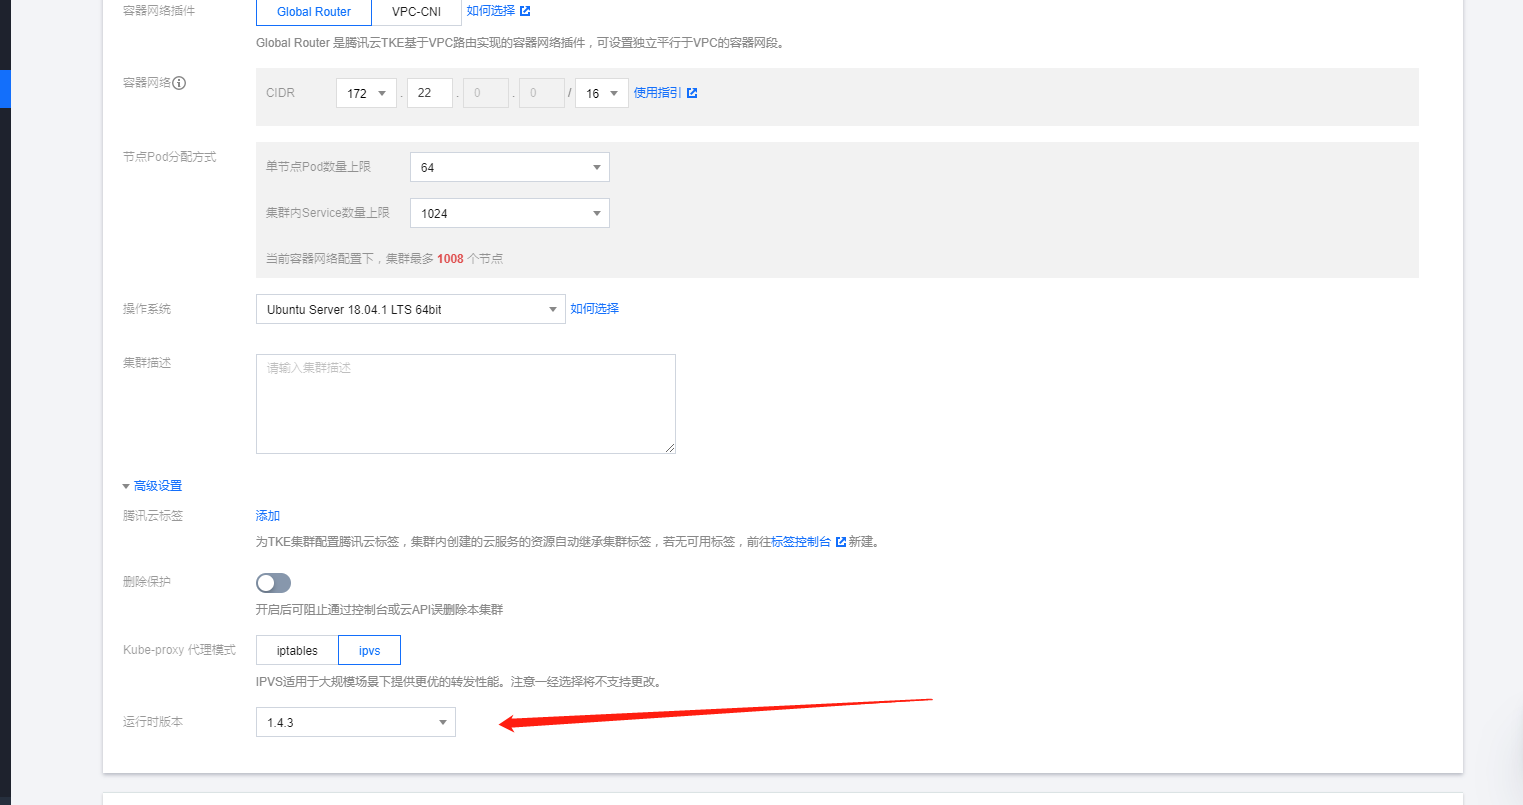 容器网络插件 Global Router VPC-CNI 如何选择
Global Router 是腾讯云TKE基于VPC路由实现的容器网络插件，可设置独立平行于VPC的容器网段。
容器网络 CIDR 172 . 22 . 0 . 0 / 16 使用指引
节点Pod分配方式 单节点Pod数量上限 64
集群内Service数量上限 1024
当前容器网络配置下，集群最多 1008 个节点
操作系统 Ubuntu Server 18.04.1 LTS 64bit 如何选择
集群描述 请输入集群描述
高级设置
腾讯云标签 添加
为TKE集群配置腾讯云标签，集群内创建的云服务的资源自动继承集群标签，若无可用标签，前往标签控制台 新建。
删除保护
开启后可阻止通过控制台或云API误删除本集群
Kube-proxy 代理模式 iptables ipvs
IPVS适用于大规模场景下提供更优的转发性能。注意一经选择将不支持更改。
运行时版本 1.4.3